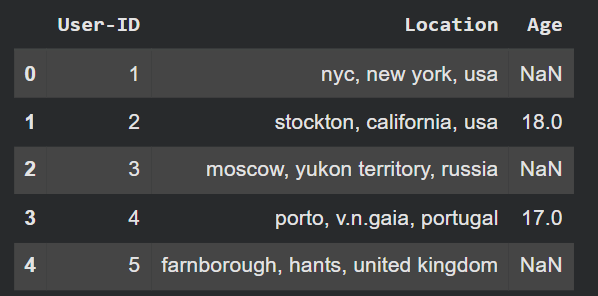 User-ID Location Age
0 1 nyc, new york, usa NaN
1 2 stockton, california, usa 18.0
2 3 moscow, yukon territory, russia NaN
3 4 porto, v.n.gaia, portugal 17.0
4 5 farnborough, hants, united kingdom NaN